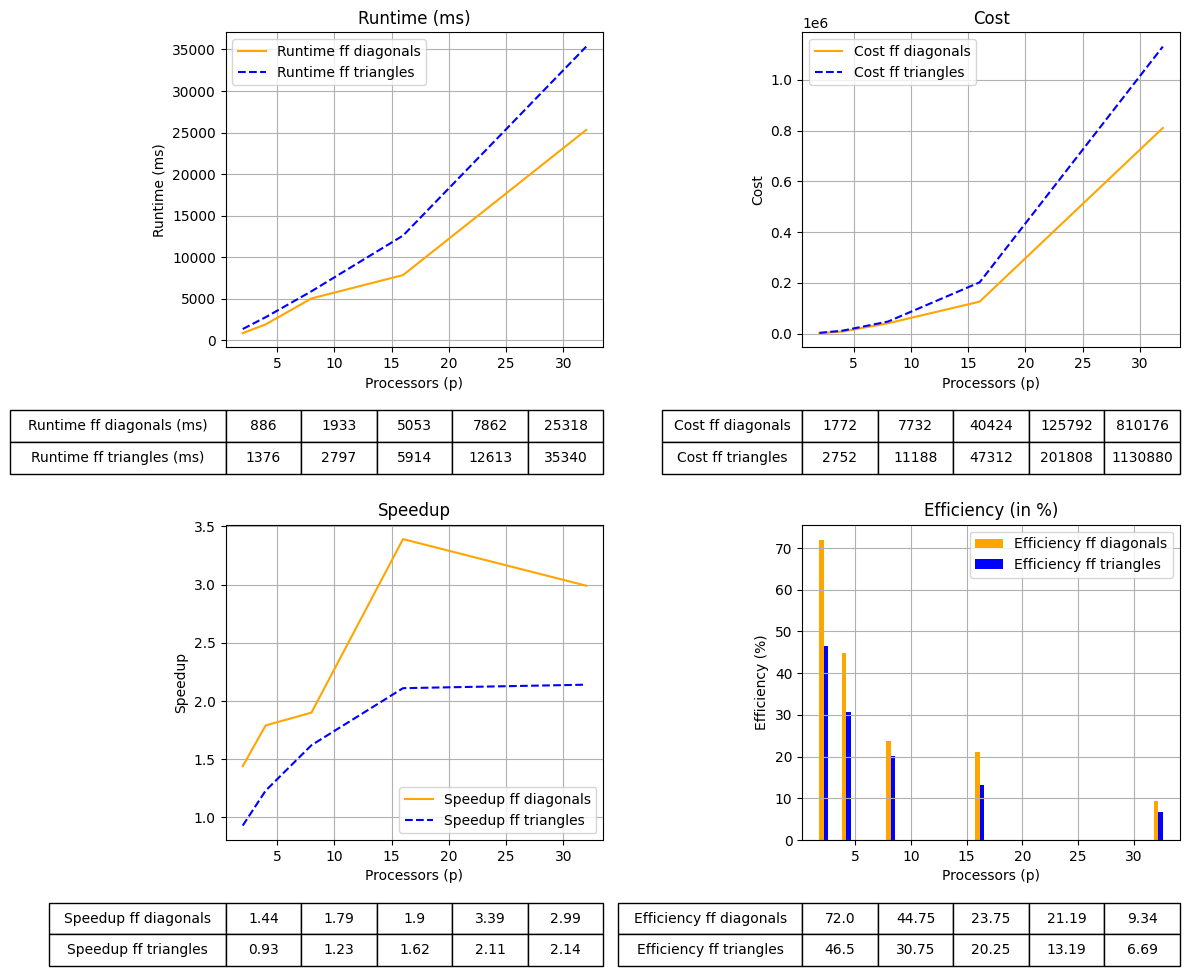 Runtime (ms)
35000
30000
25000
20000
15000
10000
5000
0
Runtime (ms)
Runtime ff diagonals
Runtime ff triangles
5 10 15 20 25 30
Processors (p)
Runtime ff diagonals (ms) 886 1933 5053 7862 25318
Runtime ff triangles (ms) 1376 2797 5914 12613 35340
Cost
1e6
1.0
0.8
0.6
0.4
0.2
0.0
Cost
Cost ff diagonals
Cost ff triangles
5 10 15 20 25 30
Processors (p)
Cost ff diagonals 1772 7732 40424 125792 810176
Cost ff triangles 2752 11188 47312 201808 1130880
Speedup
3.5
3.0
2.5
2.0
1.5
1.0
Speedup
Speedup ff diagonals
Speedup ff triangles
5 10 15 20 25 30
Processors (p)
Speedup ff diagonals 1.44 1.79 1.9 3.39 2.99
Speedup ff triangles 0.93 1.23 1.62 2.11 2.14
Efficiency (in %)
70
60
50
40
30
20
10
0
Efficiency (%)
Efficiency ff diagonals
Efficiency ff triangles
5 10 15 20 25 30
Processors (p)
Efficiency ff diagonals 72.0 44.75 23.75 21.19 9.34
Efficiency ff triangles 46.5 30.75 20.25 13.19 6.69